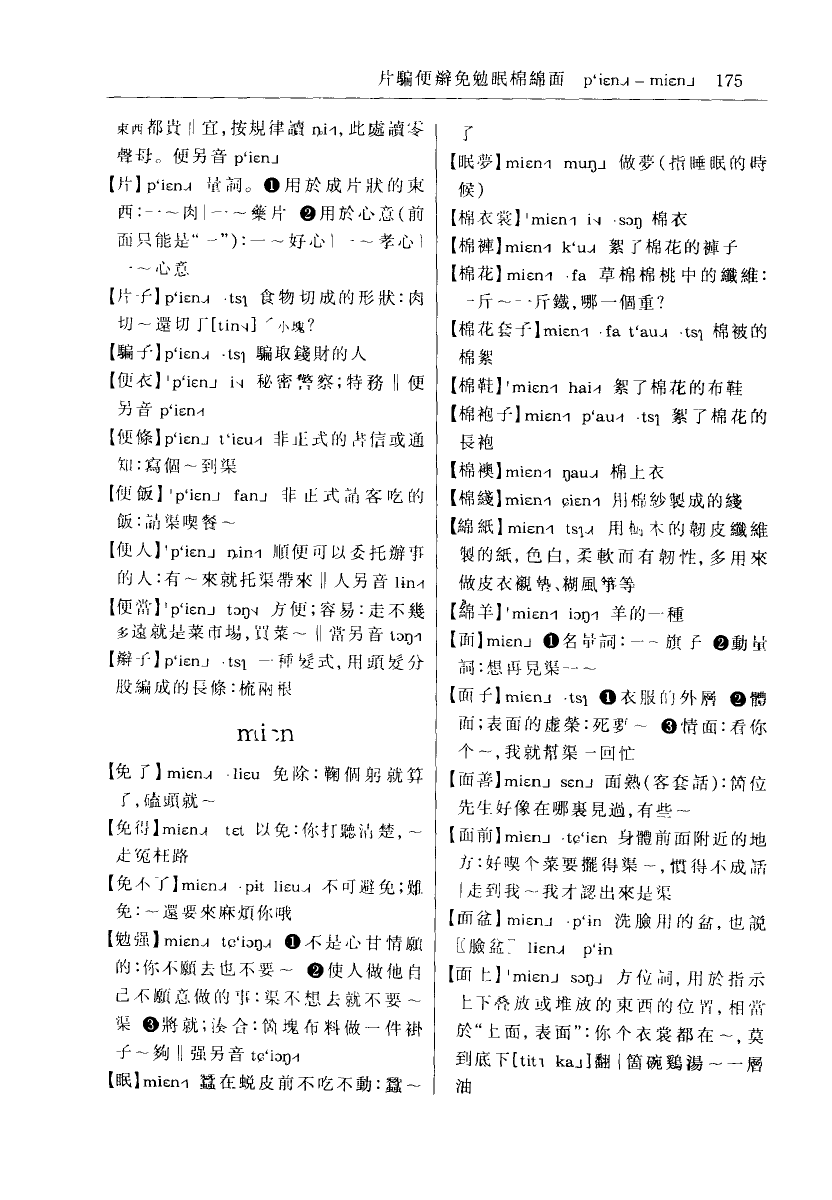 片騙便辮免勉眠棉綿面 pʻiɛn˩˧ – miɛn˩ 175
東西都貴‖宜,按規律讀 ȵi˦,此處讀零
聲母。便另音 pʻiɛn˩
【片】pʻiɛn˩˧ 量詞。❶用於成片狀的東
西:一~肉|一~藥片 ❷用於心意(前
面只能是“一”):一~好心|一~孝心|
一~心意
【片子】pʻiɛn˩˧ ·tsɿ 食物切成的形狀:肉
切~還切丁[tin˦]小塊?
【騙子】pʻiɛn˩˧ ·tsɿ 騙取錢財的人
【便衣】ˈpʻiɛn˩ i˦ 秘密警察;特務‖便
另音 pʻiɛn˦
【便條】pʻiɛn˩ tʻiɛu˦ 非正式的書信或通
知:寫個~到渠
【便飯】ˈpʻiɛn˩ fan˩ 非正式請客吃的
飯:請渠喫餐~
【便人】ˈpʻiɛn˩ ȵin˦ 順便可以委托辦事
的人:有~來就托渠帶來‖人另音 lin˦
【便當】ˈpʻiɛn˩ tɔŋ˦ 方便;容易:走不幾
多遠就是菜市場,買菜~‖當另音 tɔŋ˦
【辮子】pʻiɛn˩ ·tsɿ 一種髮式,用頭髮分
股編成的長條:梳兩根
miɛn
【免了】miɛn˩˧ ·liɛu 免除:鞠個躬就算
了,磕頭就~
【免得】miɛn˩˧ tɛt 以免:你打聽清楚,~
走冤枉路
【免不了】miɛn˩˧ ·pit liɛu˩˧ 不可避免;難
免:~還要來麻煩你哦
【勉强】miɛn˩˧ tɕʻiɔŋ˩˧ ❶不是心甘情願
的:你不願去也不要~ ❷使人做他自
己不願意做的事:渠不想去就不要~
渠 ❸將就;湊合:箇塊布料做一件褂
子~夠‖强另音 tɕʻiɔŋ˦
【眠】miɛn˦ 蠶在蜕皮前不吃不動:蠶~
了
【眠夢】miɛn˦ muŋ˩ 做夢(指睡眠的時
候)
【棉衣裳】ˈmiɛn˦ i˦ ·sɔŋ 棉衣
【棉褲】miɛn˦ kʻu˩˧ 絮了棉花的褲子
【棉花】miɛn˦ ·fa 草棉棉桃中的纖維:
一斤~一斤鐵,哪一個重?
【棉花套子】miɛn˦ ·fa tʻau˩˧ ·tsɿ 棉被的
棉絮
【棉鞋】ˈmiɛn˦ hai˦ 絮了棉花的布鞋
【棉袍子】miɛn˦ pʻau˦ ·tsɿ 絮了棉花的
長袍
【棉襖】miɛn˦ ŋau˩˧ 棉上衣
【棉綫】miɛn˦ ɕiɛn˦ 用棉紗製成的綫
【綿紙】miɛn˦ tsɿ˩˧ 用樹木的韌皮纖維
製的紙,色白,柔軟而有韌性,多用來
做皮衣襯墊、糊風箏等
【綿羊】ˈmiɛn˦ iɔŋ˦ 羊的一種
【面】miɛn˩ ❶名量詞:一~旗子 ❷動量
詞:想再見渠一~
【面子】miɛn˩ ·tsɿ ❶衣服的外層 ❷體
面;表面的虛榮:死要~ ❸情面:看你
个~,我就幫渠一回忙
【面善】miɛn˩ sɛn˩ 面熟(客套話):箇位
先生好像在哪裏見過,有些~
【面前】miɛn˩ ·tɕʻiɛn 身體前面附近的地
方:好喫个菜要擺得渠~,慣得不成話
|走到我~我才認出來是渠
【面盆】miɛn˩ ·pʻin 洗臉用的盆,也説
〖臉盆〗liɛn˩˧ pʻin
【面上】ˈmiɛn˩ sɔŋ˩ 方位詞,用於指示
上下叠放或堆放的東西的位置,相當
於“上面,表面”:你个衣裳都在~,莫
到底下[tit˥ ka˩]翻|箇碗鷄湯~一層
油